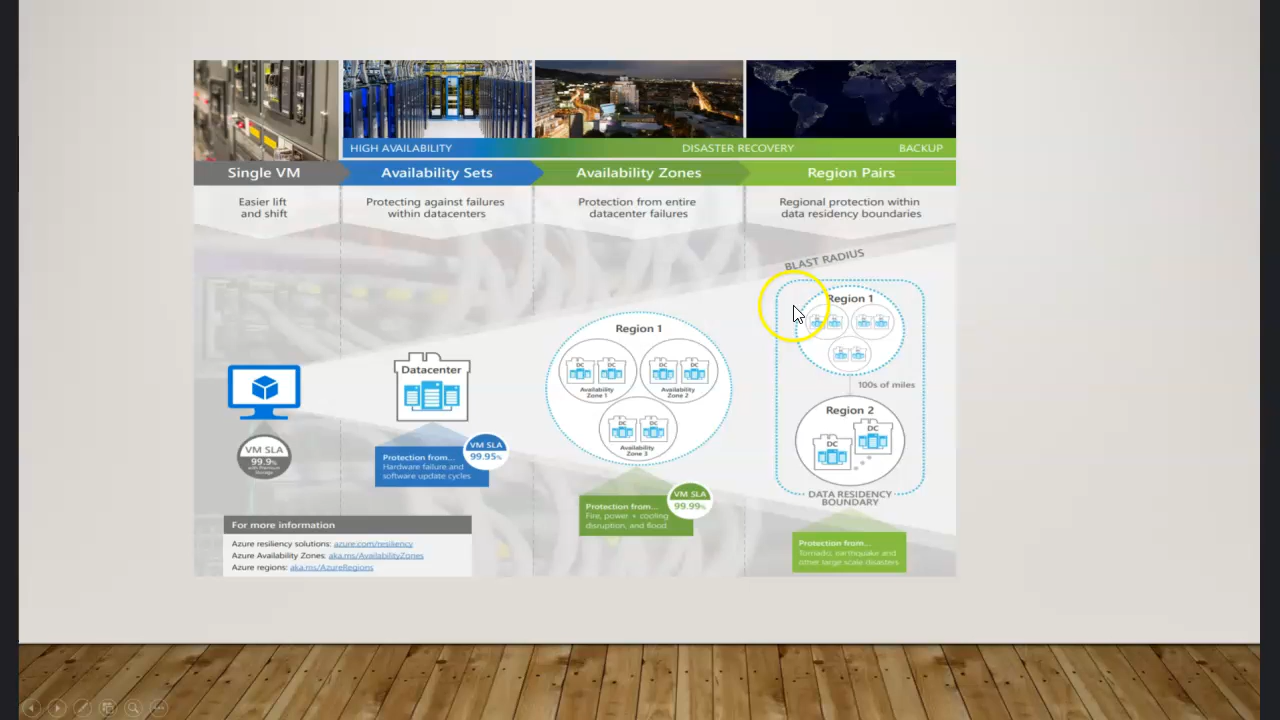 HIGH AVAILABILITY
DISASTER RECOVERY
BACKUP
Single VM
Availability Sets
Availability Zones
Region Pairs
Easier lift
and shift
Protecting against failures
within datacenters
Protection from entire
datacenter failures
Regional protection within
data residency boundaries
BLAST RADIUS
VM SLA
99.9%
with Premium
Storage
Datacenter
VM SLA
99.95%
Protection from...
Hardware failure and
software update cycles
Region 1
DC
DC
Availability
Zone 1
DC
DC
Availability
Zone 2
DC
DC
Availability
Zone 3
VM SLA
99.99%
Protection from...
Fire, power + cooling
disruption, and flood
Region 1
100s of miles
Region 2
DC
DC
DATA RESIDENCY
BOUNDARY
Protection from...
Tornado, earthquake and
other large scale disasters
For more information
Azure resiliency solutions: azure.com/resiliency
Azure Availability Zones: aka.ms/AvailabilityZones
Azure regions: aka.ms/AzureRegions